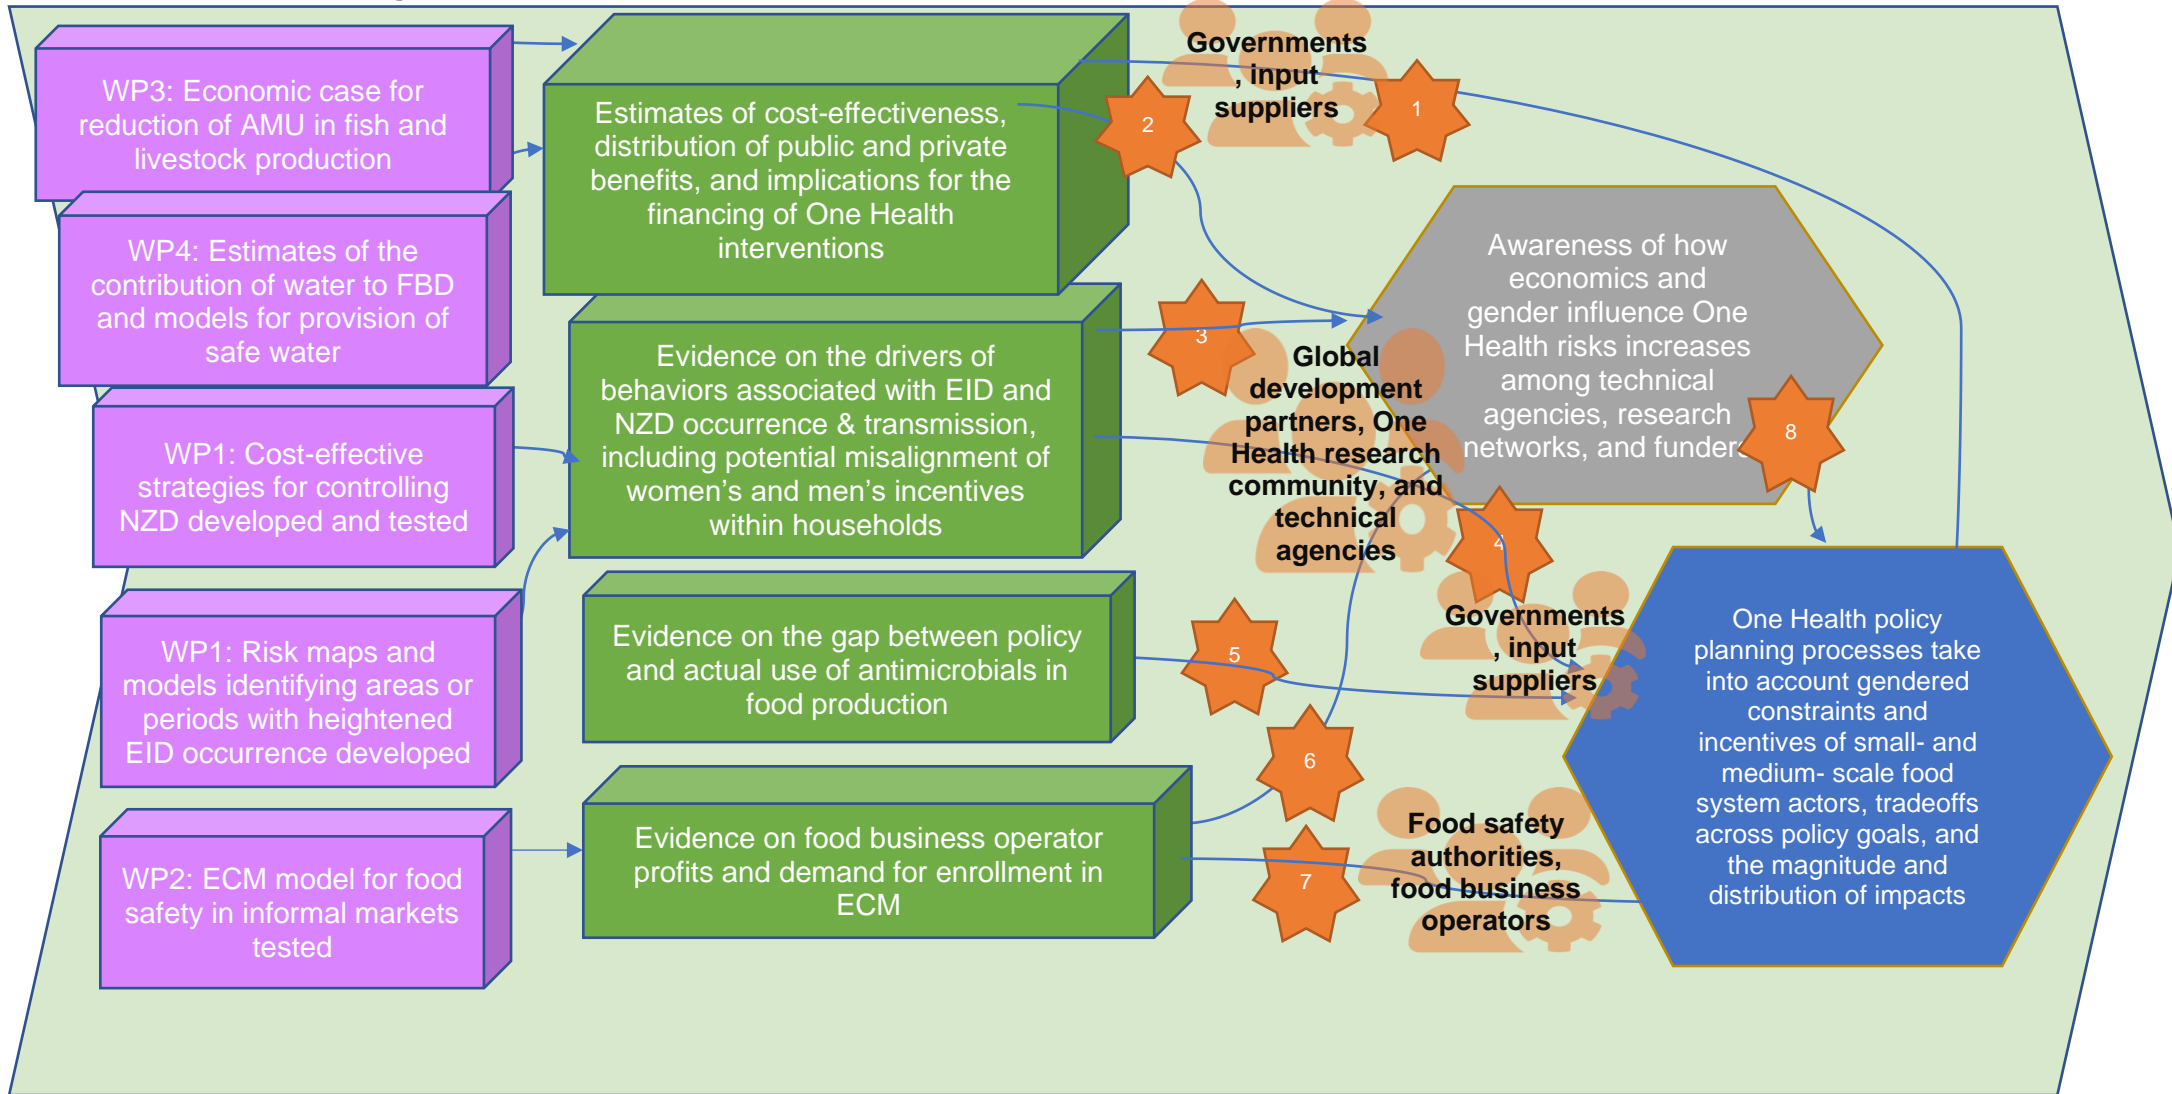 WP3: Economic case for
reduction of AMU in fish and
livestock production
WP4: Estimates of the
contribution of water to FBD
and models for provision of
safe water
WP1: Cost-effective
strategies for controlling
NZD developed and tested
WP1: Risk maps and
models identifying areas or
periods with heightened
EID occurrence developed
WP2: ECM model for food
safety in informal markets
tested
Estimates of cost-effectiveness,
distribution of public and private
benefits, and implications for the
financing of One Health
interventions
Evidence on the drivers of
behaviors associated with EID and
NZD occurrence & transmission,
including potential misalignment of
women’s and men’s incentives
within households
Evidence on the gap between policy
and actual use of antimicrobials in
food production
Evidence on food business operator
profits and demand for enrollment in
ECM
Governments
, input
suppliers
1
2
3
Global
development
partners, One
Health research
community, and
technical
agencies
4
Governments
, input
suppliers
5
6
7
Food safety
authorities,
food business
operators
Awareness of how
economics and
gender influence One
Health risks increases
among technical
agencies, research
networks, and funders
8
One Health policy
planning processes take
into account gendered
constraints and
incentives of small- and
medium- scale food
system actors, tradeoffs
across policy goals, and
the magnitude and
distribution of impacts